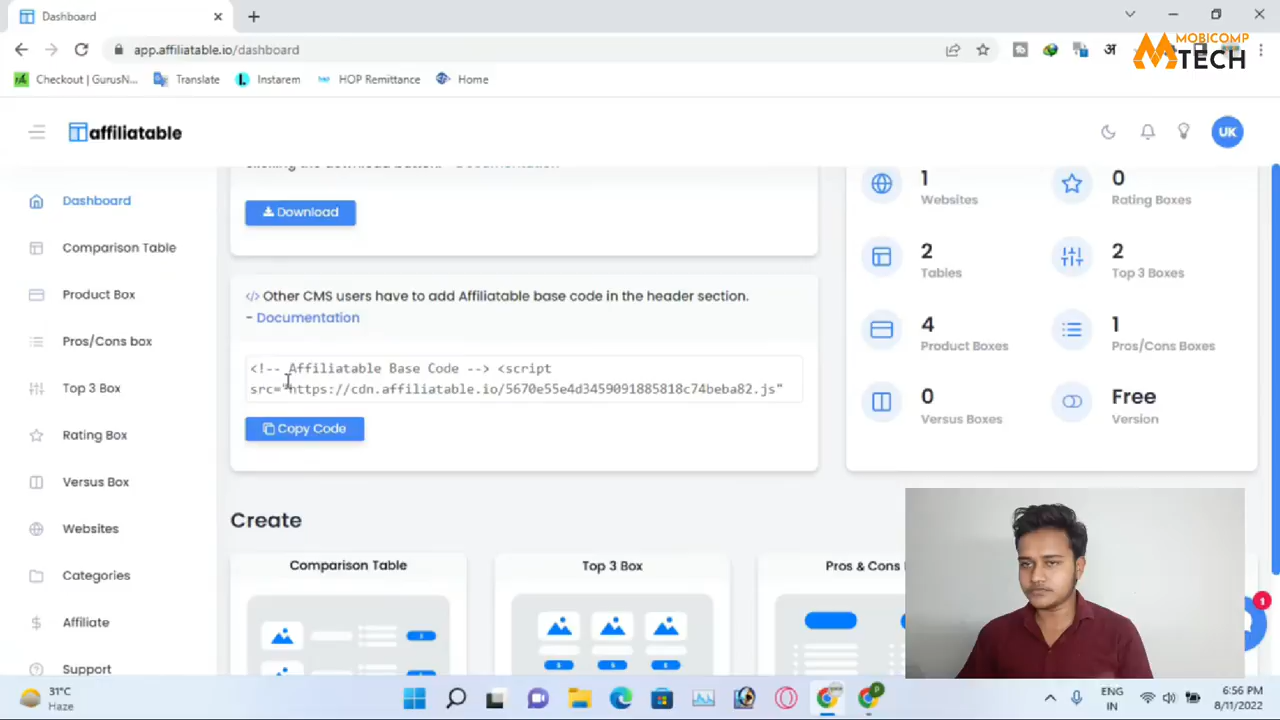 Dashboard
app.affiliatable.io/dashboard
MOBICOMP
TECH
Checkout | GurusN...
Translate
Instarem
HOP Remittance
Home
affiliatable
UK
Dashboard
Comparison Table
Product Box
Pros/Cons box
Top 3 Box
Rating Box
Versus Box
Websites
Categories
Affiliate
Support
Download
</> Other CMS users have to add Affiliatable base code in the header section.
- Documentation
<!-- Affiliatable Base Code --> <script
src="https://cdn.affiliatable.io/5670e55e4d3459091885818c74beba82.js"
Copy Code
1
Websites
0
Rating Boxes
2
Tables
2
Top 3 Boxes
4
Product Boxes
1
Pros/Cons Boxes
0
Versus Boxes
Free
Version
Create
Comparison Table
Top 3 Box
Pros & Cons
1
31°C
Haze
ENG
IN
6:56 PM
8/11/2022